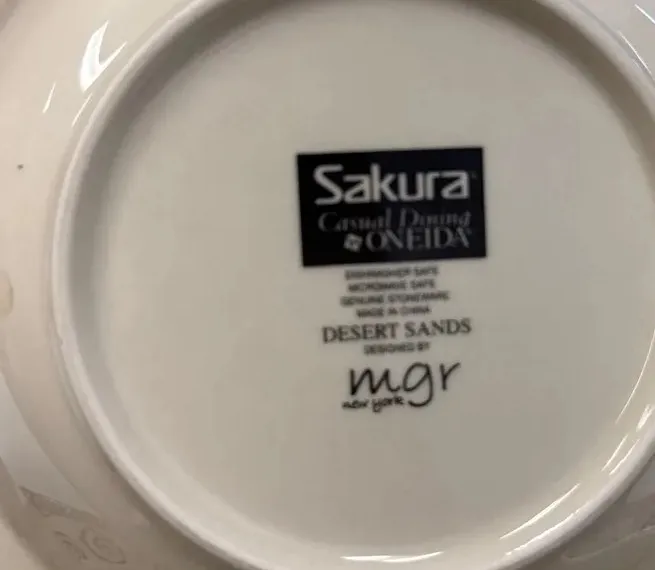 Sakura
Casual Dining
ONEIDA
DISHWASHER SAFE
MICROWAVE SAFE
GENUINE STONEWARE
MADE IN CHINA
DESERT SANDS
DESIGNED BY
mgr
new york